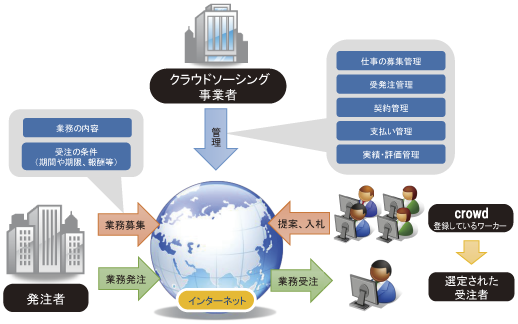 クラウドソーシング
事業者
仕事の募集管理
受発注管理
契約管理
支払い管理
実績・評価管理
管理
業務の内容
受注の条件
(期間や期限、報酬等)
業務募集
提案、入札
crowd
登録しているワーカー
業務発注
業務受注
インターネット
発注者
選定された
受注者